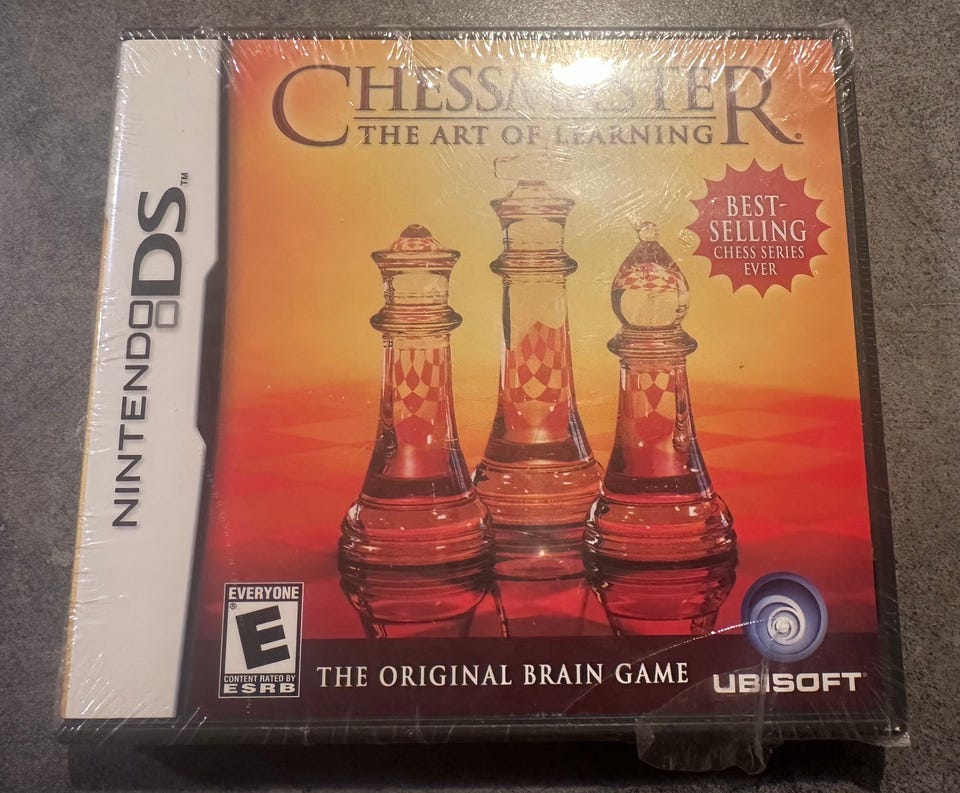 NINTENDO DS™
CHESSMASTER®
THE ART OF LEARNING
BEST-
SELLING
CHESS SERIES
EVER
EVERYONE
E
®
CONTENT RATED BY
ESRB
THE ORIGINAL BRAIN GAME
UBISOFT